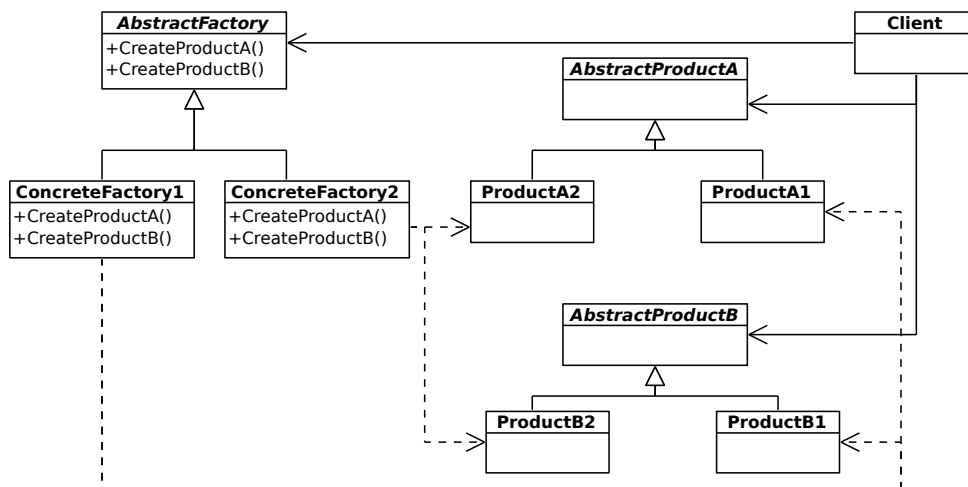 AbstractFactory
+CreateProductA()
+CreateProductB()
Client
AbstractProductA
ConcreteFactory1
+CreateProductA()
+CreateProductB()
ConcreteFactory2
+CreateProductA()
+CreateProductB()
ProductA2
ProductA1
AbstractProductB
ProductB2
ProductB1